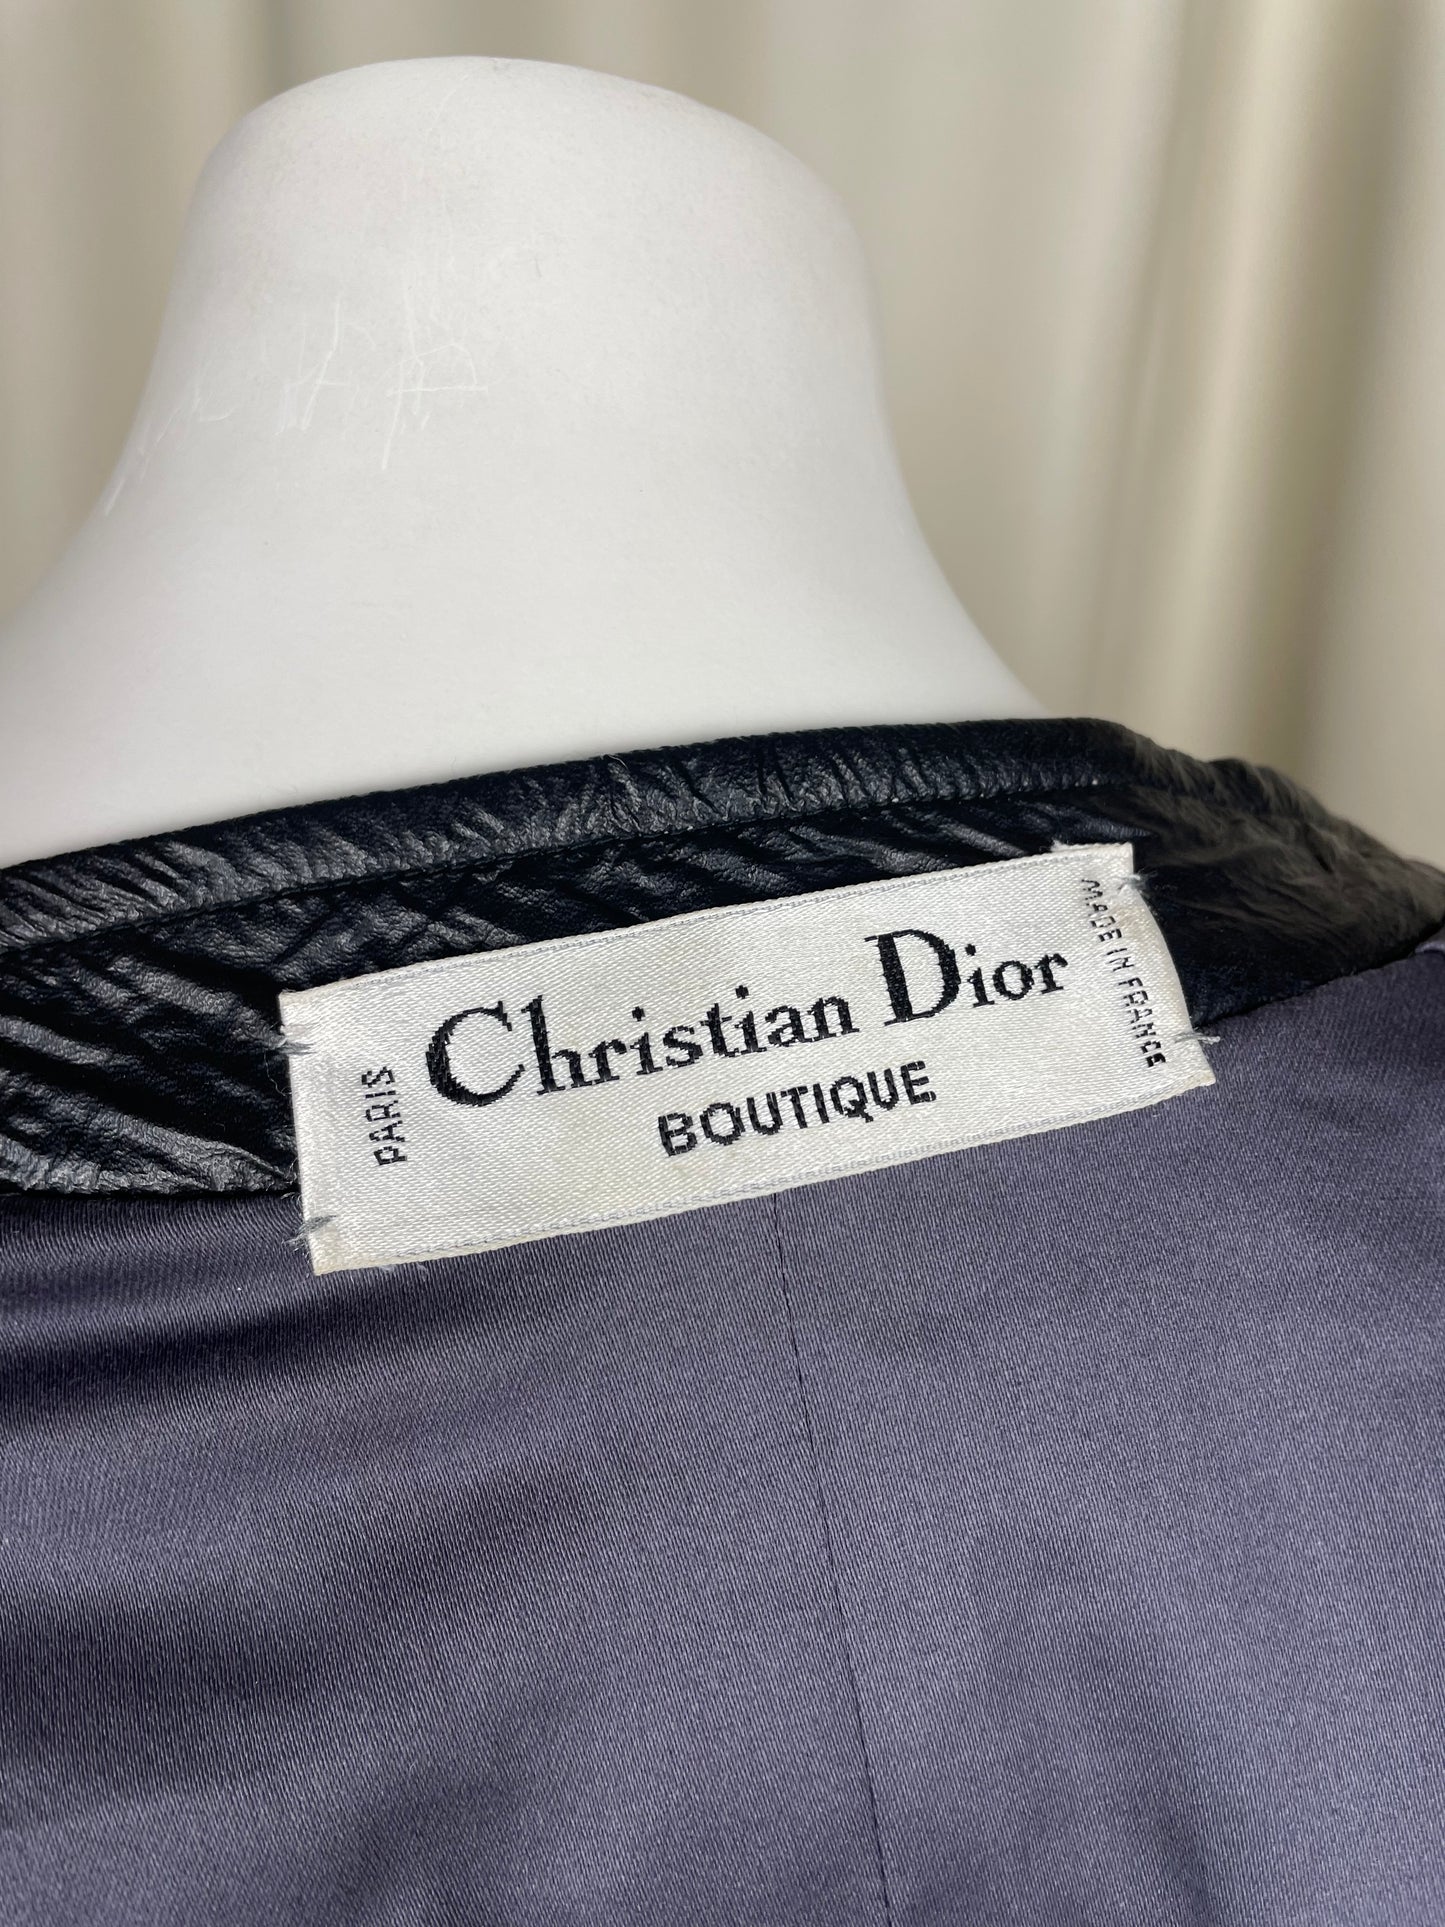 PARIS
Christian Dior
BOUTIQUE
MADE IN FRANCE